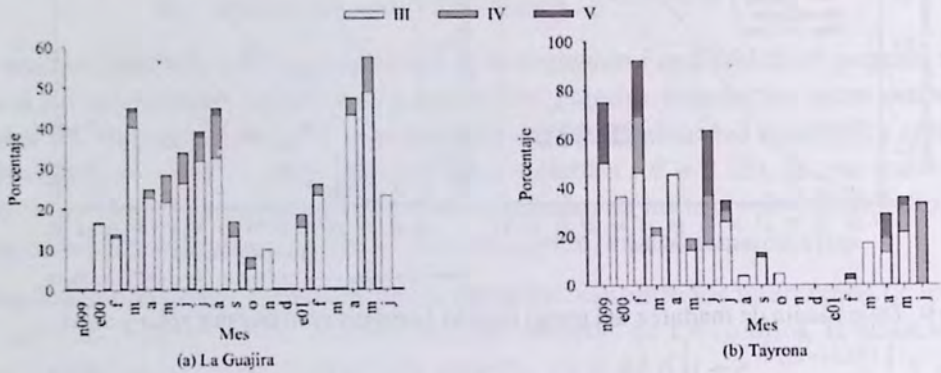 III IV V
60
50
40
30
20
10
0
Porcentaje
n099 e00 f m a m j j a s o n d e01 f m a m j
Mes
(a) La Guajira
100
80
60
40
20
0
Porcentaje
n099 e00 f m a m j j a s o n d e01 f m a m j
Mes
(b) Tayrona